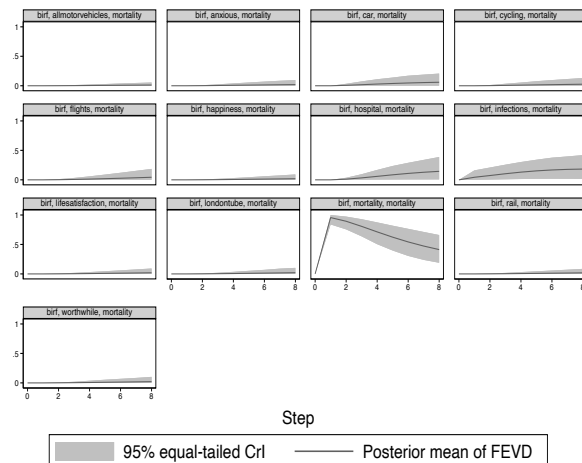 birf, allmotorvehicles, mortality
birf, anxious, mortality
birf, car, mortality
birf, cycling, mortality
1
.5
0
birf, flights, mortality
birf, happiness, mortality
birf, hospital, mortality
birf, infections, mortality
1
.5
0
birf, lifesatisfaction, mortality
birf, londontube, mortality
birf, mortality, mortality
birf, rail, mortality
1
.5
0
0 2 4 6 8
0 2 4 6 8
0 2 4 6 8
birf, worthwhile, mortality
1
.5
0
0 2 4 6 8
Step
95% equal-tailed CrI
Posterior mean of FEVD